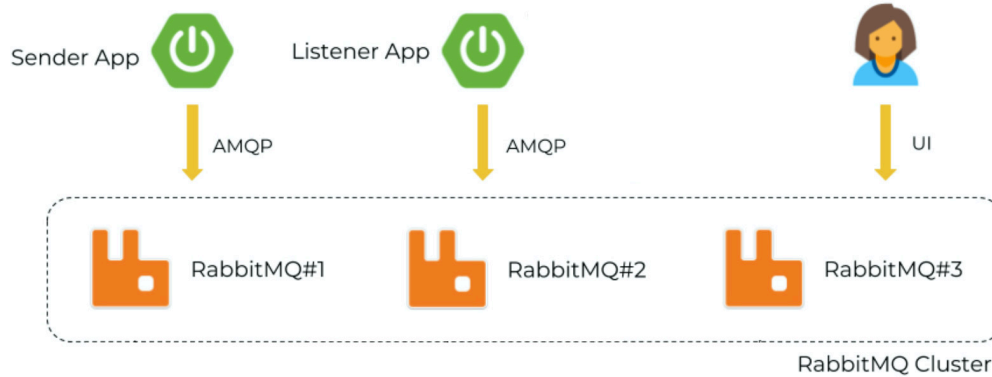 Sender App
Listener App
AMQP
AMQP
UI
RabbitMQ#1
RabbitMQ#2
RabbitMQ#3
RabbitMQ Cluster